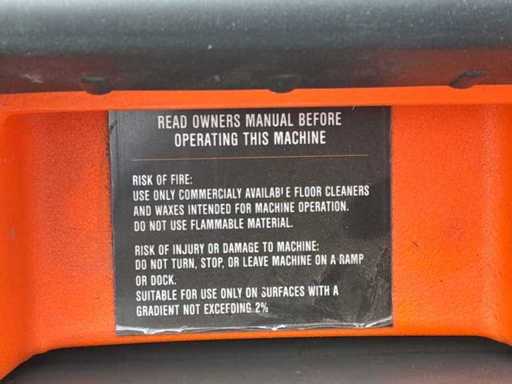 READ OWNERS MANUAL BEFORE
OPERATING THIS MACHINE
RISK OF FIRE:
USE ONLY COMMERCIALY AVAILABLE FLOOR CLEANERS
AND WAXES INTENDED FOR MACHINE OPERATION.
DO NOT USE FLAMMABLE MATERIAL.
RISK OF INJURY OR DAMAGE TO MACHINE:
DO NOT TURN, STOP, OR LEAVE MACHINE ON A RAMP
OR DOCK.
SUITABLE FOR USE ONLY ON SURFACES WITH A
GRADIENT NOT EXCEEDING 2%